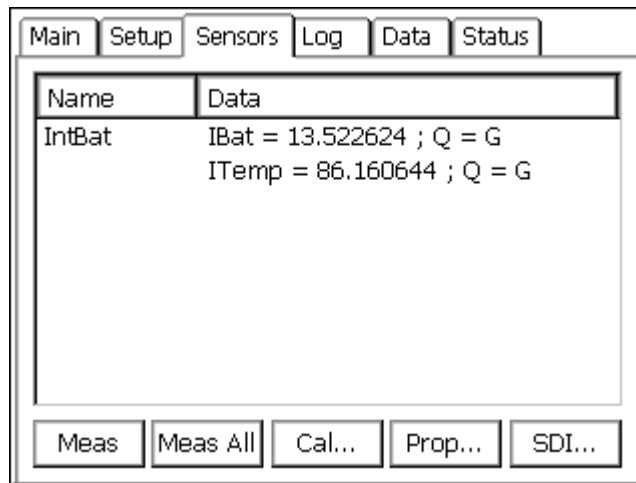 Main Setup Sensors Log Data Status
Name Data
IntBat IBat = 13.522624 ; Q = G
ITemp = 86.160644 ; Q = G
Meas Meas All Cal... Prop... SDI...